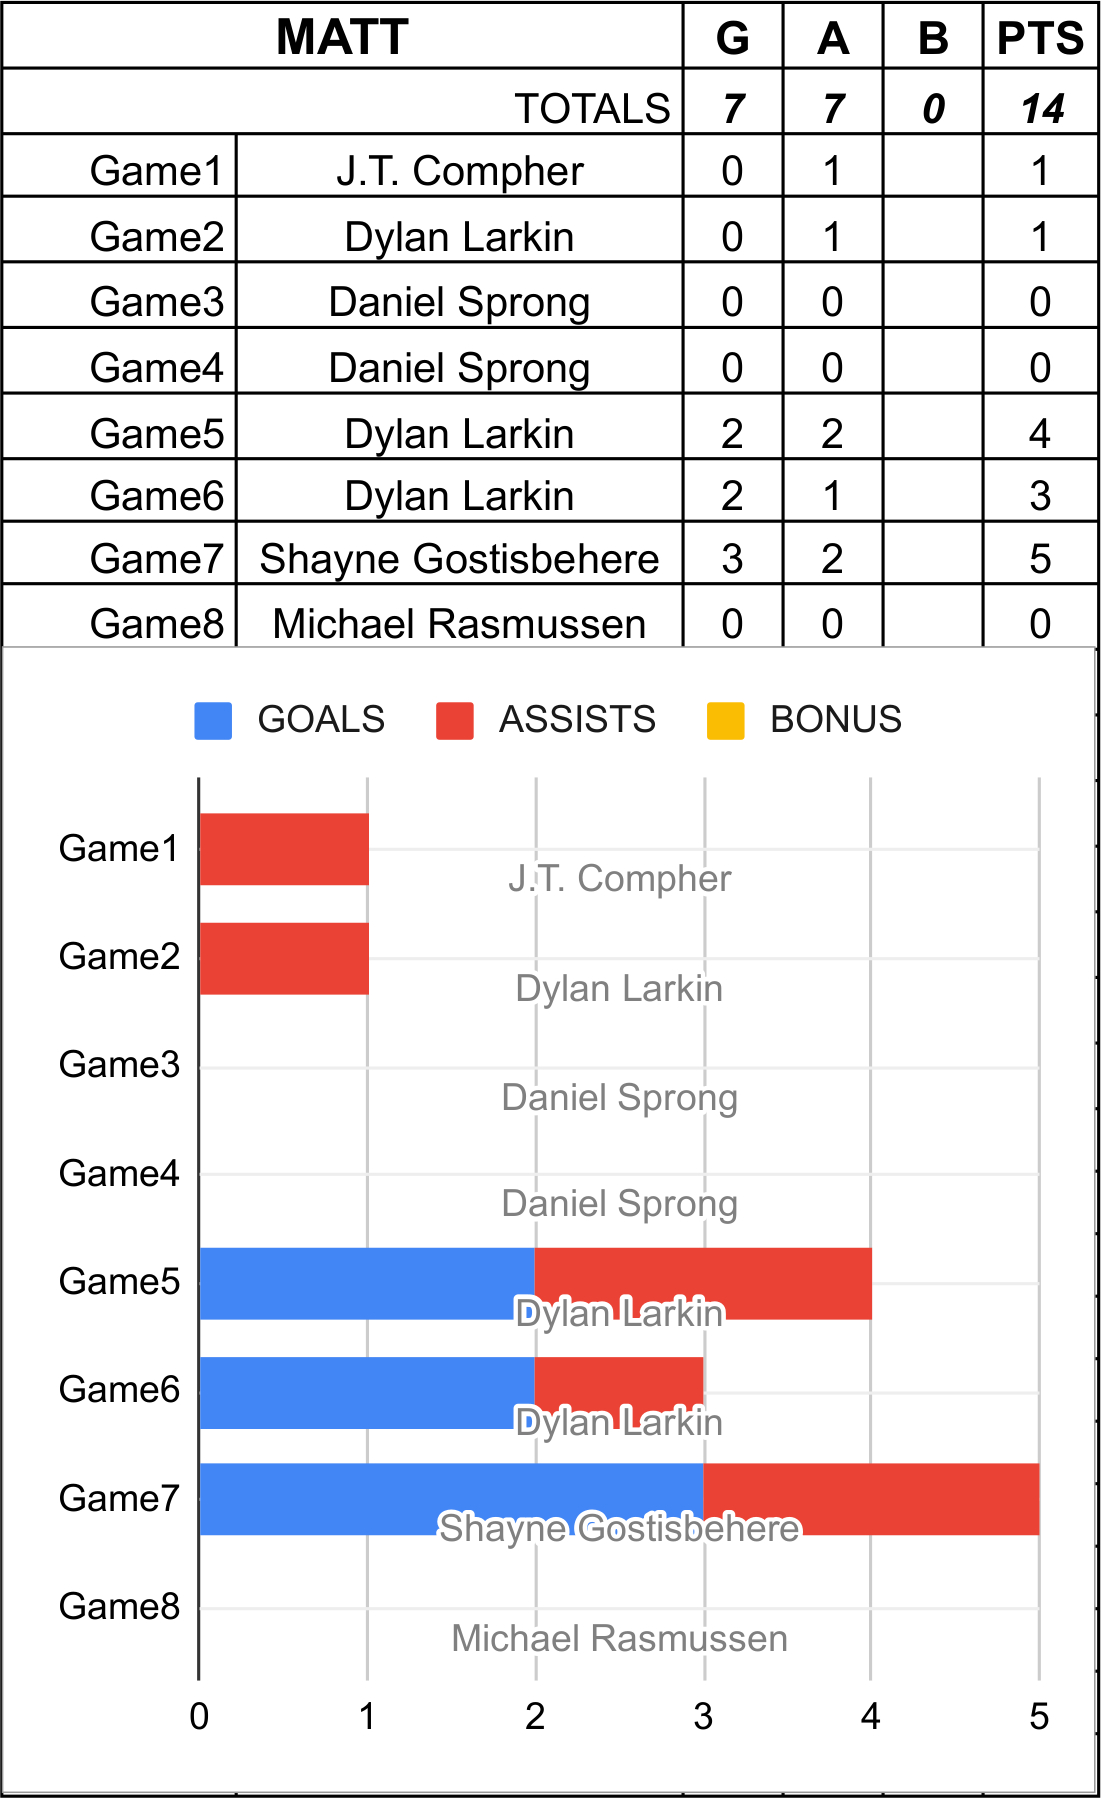 MATT G A B PTS
TOTALS 7 7 0 14
Game1 J.T. Compher 0 1 1
Game2 Dylan Larkin 0 1 1
Game3 Daniel Sprong 0 0 0
Game4 Daniel Sprong 0 0 0
Game5 Dylan Larkin 2 2 4
Game6 Dylan Larkin 2 1 3
Game7 Shayne Gostisbehere 3 2 5
Game8 Michael Rasmussen 0 0 0
GOALS ASSISTS BONUS
Game1
J.T. Compher
Game2
Dylan Larkin
Game3
Daniel Sprong
Game4
Daniel Sprong
Game5
Dylan Larkin
Game6
Dylan Larkin
Game7
Shayne Gostisbehere
Game8
Michael Rasmussen
0 1 2 3 4 5